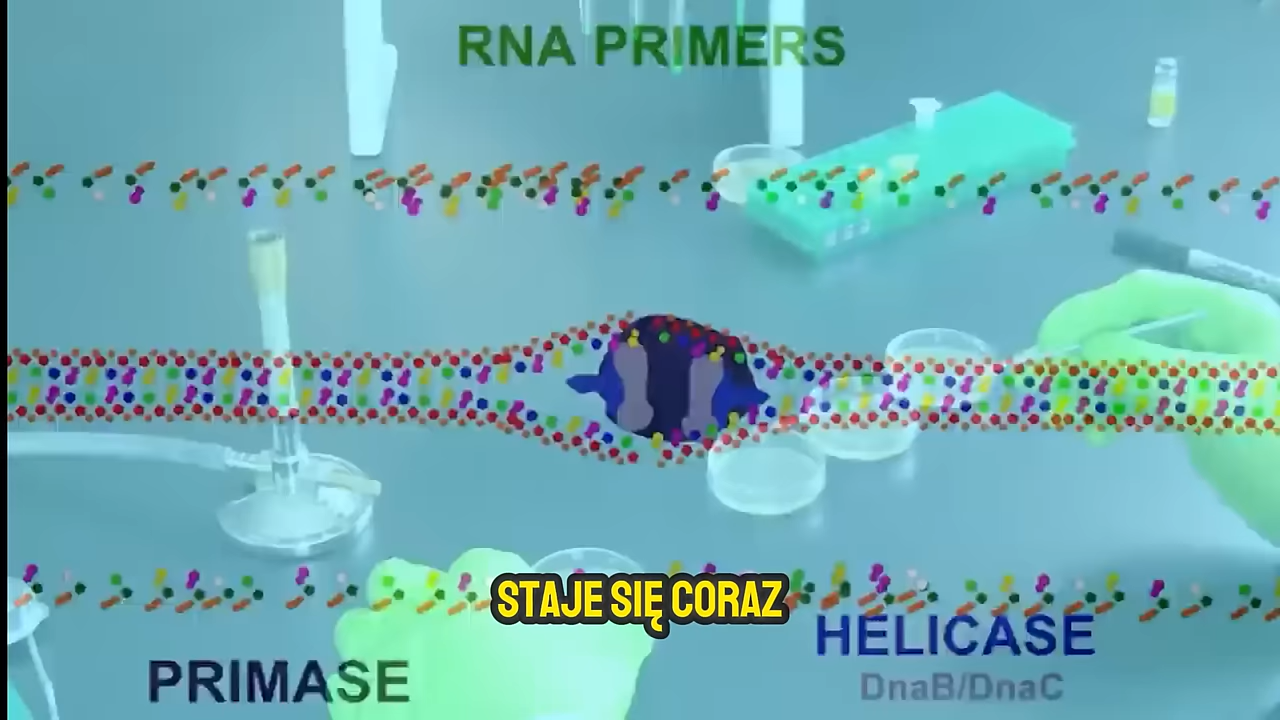 RNA PRIMERS
STAJE SIĘ CORAZ
HELICASE
PRIMASE
DnaB/DnaC